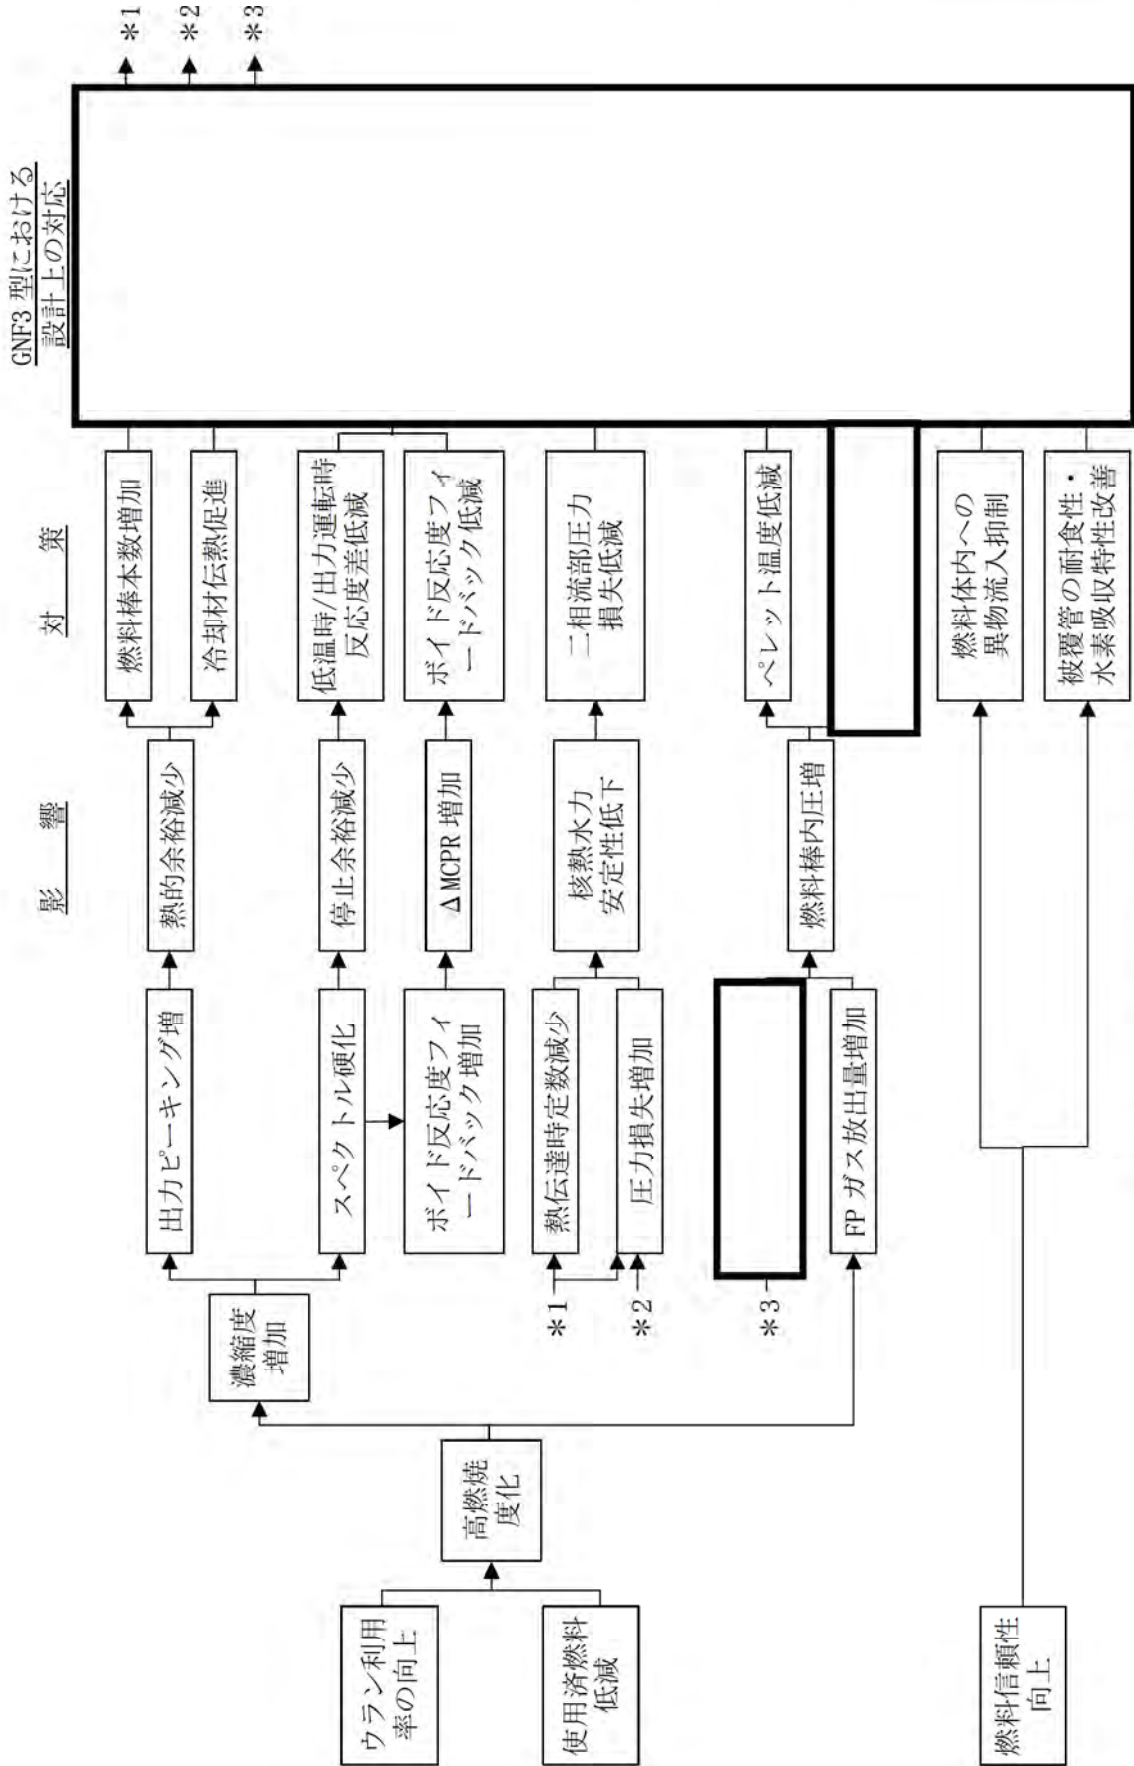 影　響
対　策
GNF3 型における
設計上の対応
ウラン利用
率の向上
使用済燃料
低減
高燃焼
度化
濃縮度
増加
出力ピーキング増
熱的余裕減少
燃料棒本数増加
冷却材伝熱促進
スペクトル硬化
停止余裕減少
低温時/出力運転時
反応度差低減
ボイド反応度フィ
ードバック増加
ΔMCPR 増加
ボイド反応度フィ
ードバック低減
*1
熱伝達時定数減少
*2
圧力損失増加
核熱水力
安定性低下
二相流部圧力
損失低減
*3
FP ガス放出量増加
燃料棒内圧増
ペレット温度低減
燃料信頼性
向上
燃料体内への
異物流入抑制
被覆管の耐食性・
水素吸収特性改善
*1
*2
*3